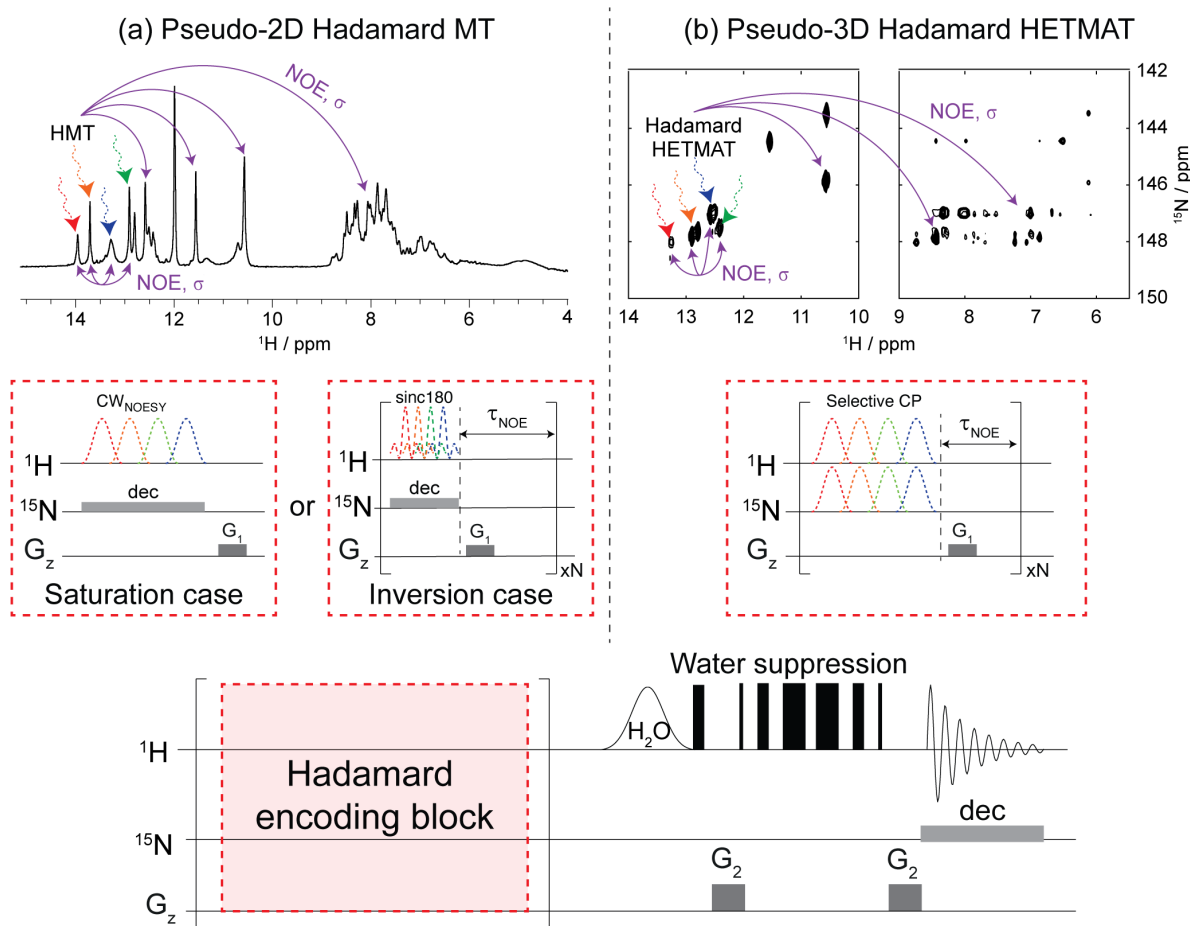 (a) Pseudo-2D Hadamard MT
(b) Pseudo-3D Hadamard HETMAT
NOE, σ
HMT
NOE, σ
14 12 10 8 6 4
¹H / ppm
NOE, σ
Hadamard
HETMAT
NOE, σ
142
144
146
148
150
¹⁵N / ppm
14 13 12 11 10 9 8 7 6
¹H / ppm
CW_NOESY
¹H
dec
¹⁵N
G₁
G_z
Saturation case
or
sinc180
τ_NOE
¹H
dec
¹⁵N
G₁
G_z
xN
Inversion case
Selective CP
τ_NOE
¹H
¹⁵N
G₁
G_z
xN
Water suppression
H₂O
¹H
Hadamard
encoding block
dec
¹⁵N
G₂ G₂
G_z